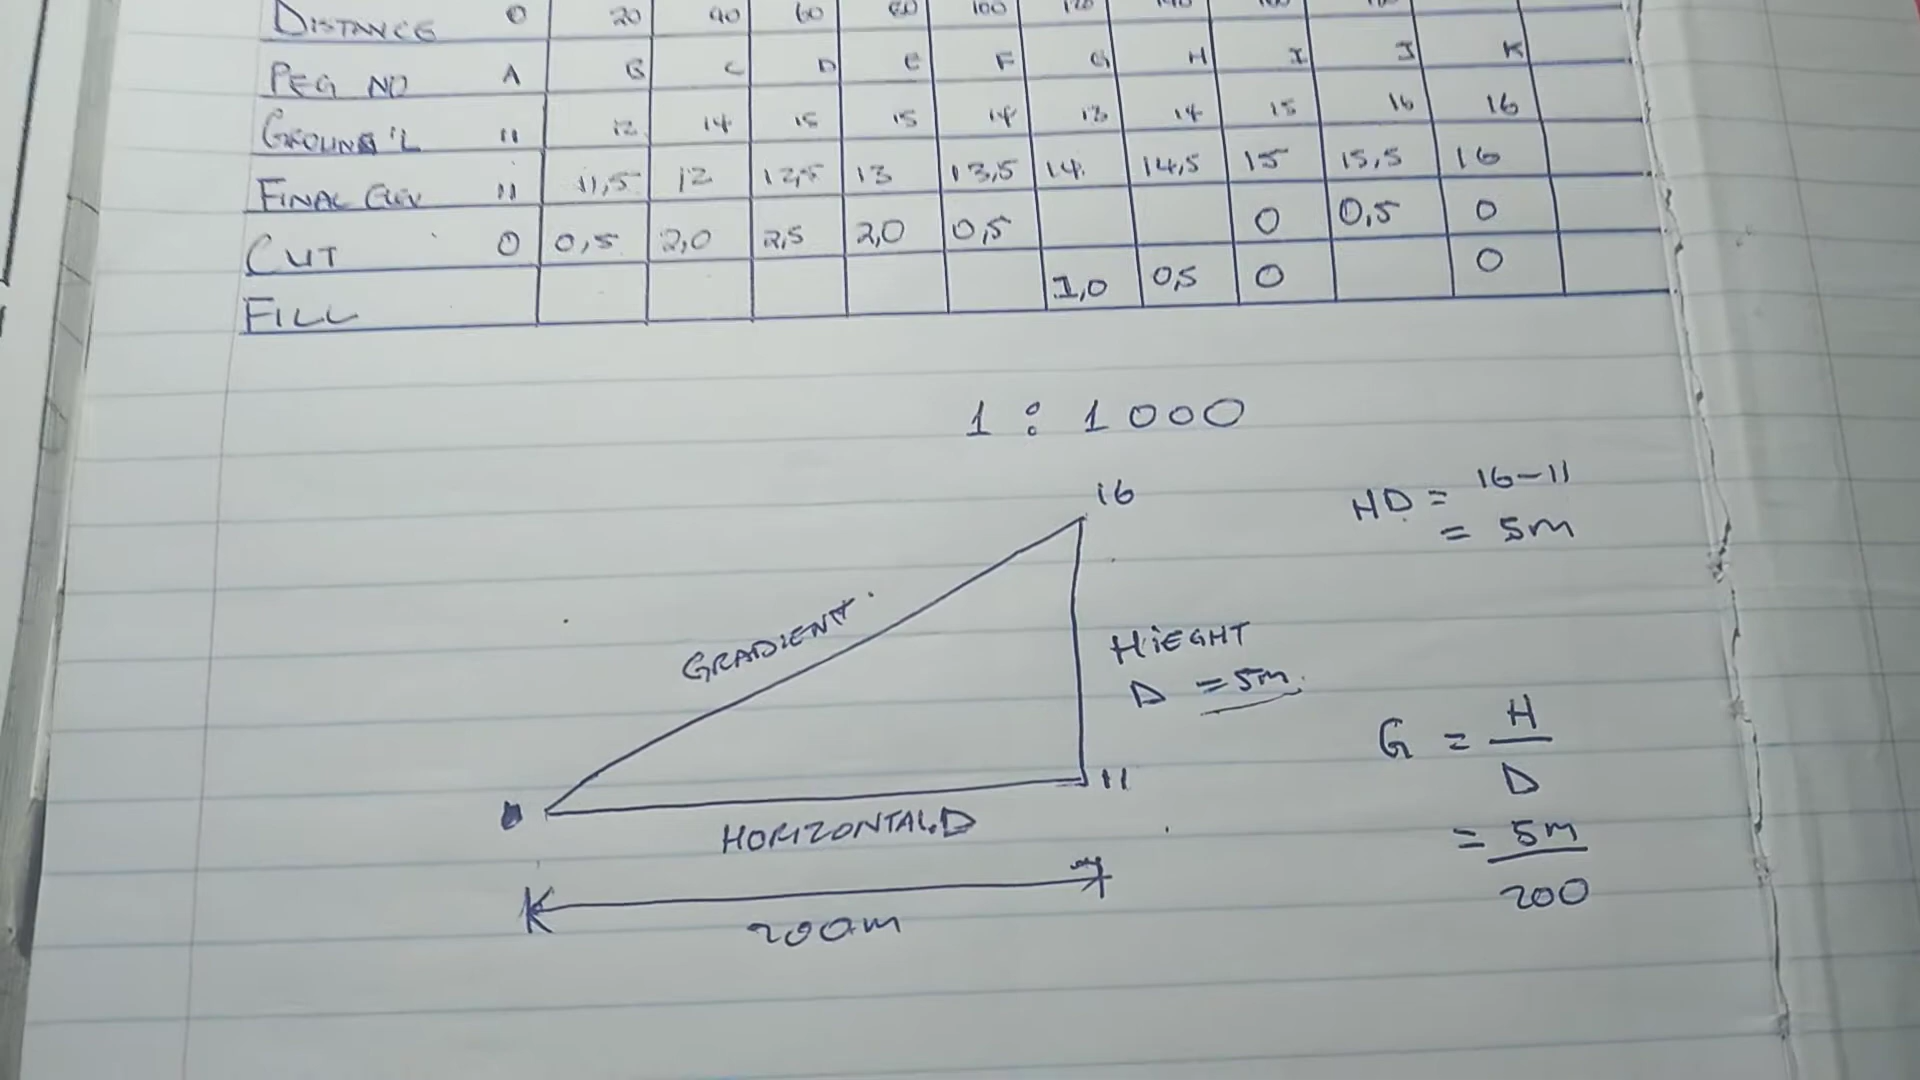 DISTANCE 0 20 40 60 80 100 120
PEG NO A B C D E F G H I J K
GROUND'L 11 12 14 15 15 14 13 14 15 16 16
FINAL ELEV 11 11,5 12 12,5 13 13,5 14 14,5 15 15,5 16
CUT 0 0,5 2,0 2,5 2,0 0,5 0 0,5 0
FILL 1,0 0,5 0 0
1 : 1000
16
HD = 16-11
= 5m
GRADIENT
HiEGHT
D = 5m
G = H
D
11
HORIZONTAL.D
= 5m
200
200m